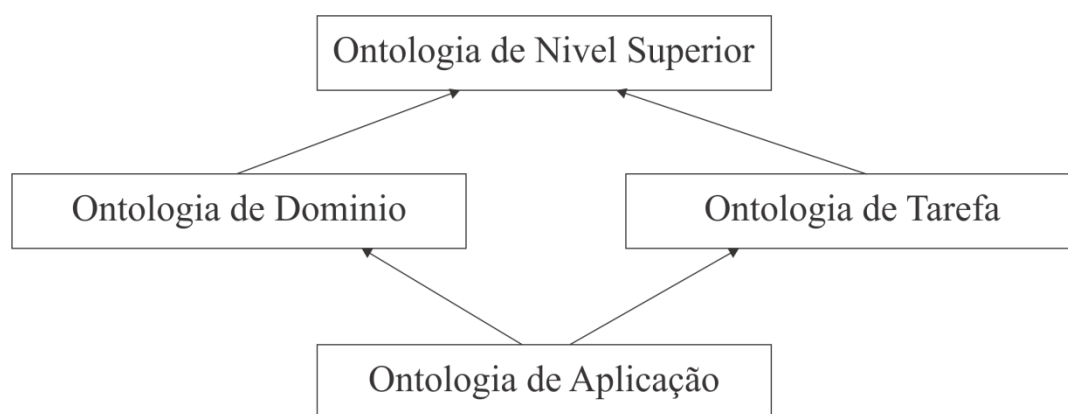 Ontologia de Nivel Superior
Ontologia de Dominio
Ontologia de Tarefa
Ontologia de Aplicação